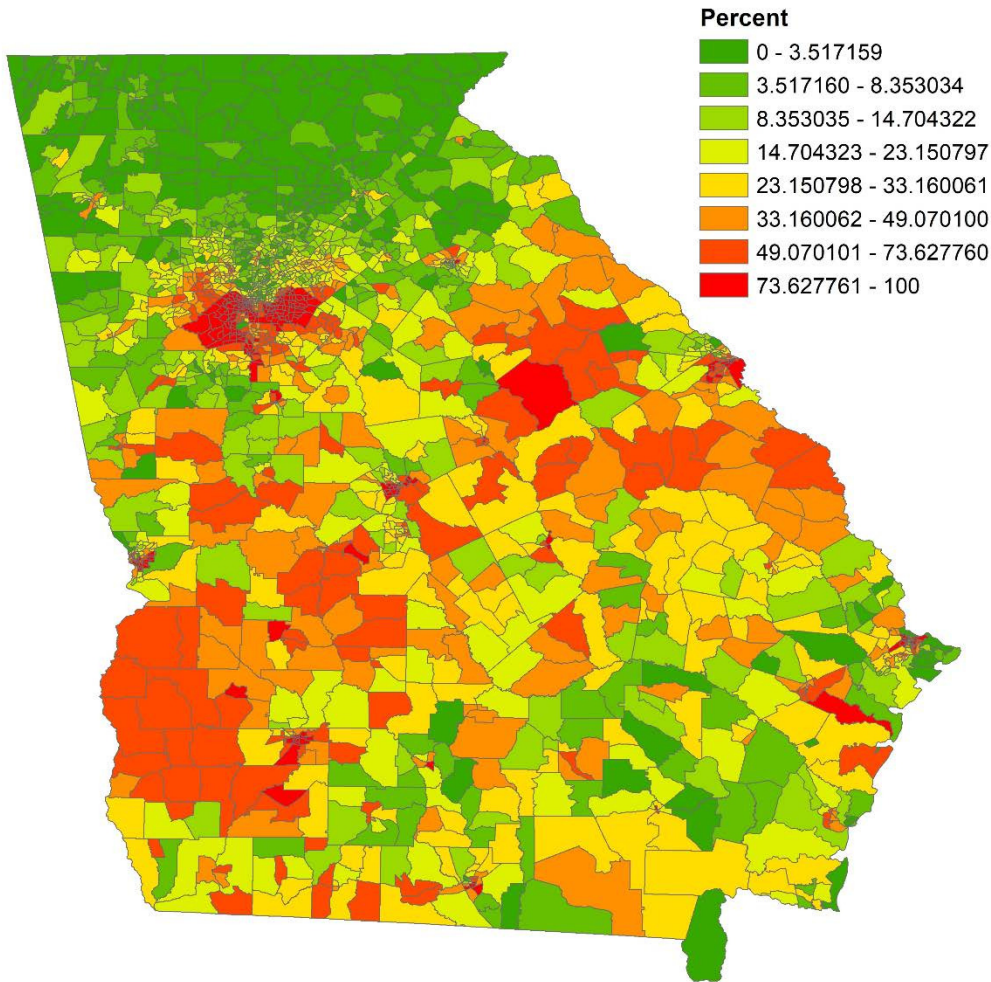 Percent
0 - 3.517159
3.517160 - 8.353034
8.353035 - 14.704322
14.704323 - 23.150797
23.150798 - 33.160061
33.160062 - 49.070100
49.070101 - 73.627760
73.627761 - 100